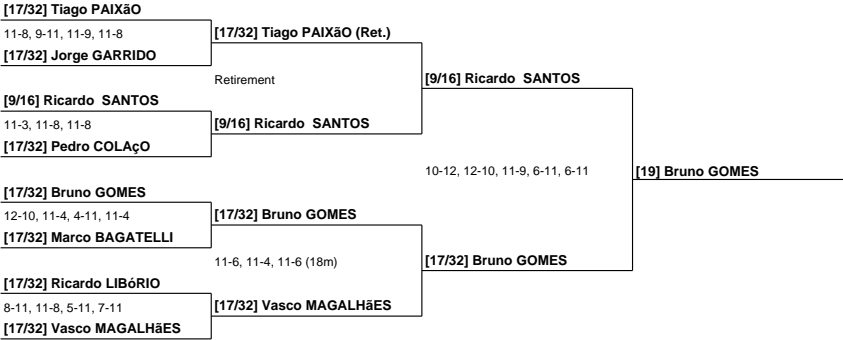 [17/32] Tiago PAIXãO
11-8, 9-11, 11-9, 11-8
[17/32] Tiago PAIXãO (Ret.)
[17/32] Jorge GARRIDO
Retirement
[9/16] Ricardo  SANTOS
[9/16] Ricardo  SANTOS
11-3, 11-8, 11-8
[9/16] Ricardo  SANTOS
[17/32] Pedro COLAçO
10-12, 12-10, 11-9, 6-11, 6-11
[19] Bruno GOMES
[17/32] Bruno GOMES
12-10, 11-4, 4-11, 11-4
[17/32] Bruno GOMES
[17/32] Marco BAGATELLI
11-6, 11-4, 11-6 (18m)
[17/32] Bruno GOMES
[17/32] Ricardo LIBóRIO
8-11, 11-8, 5-11, 7-11
[17/32] Vasco MAGALHãES
[17/32] Vasco MAGALHãES